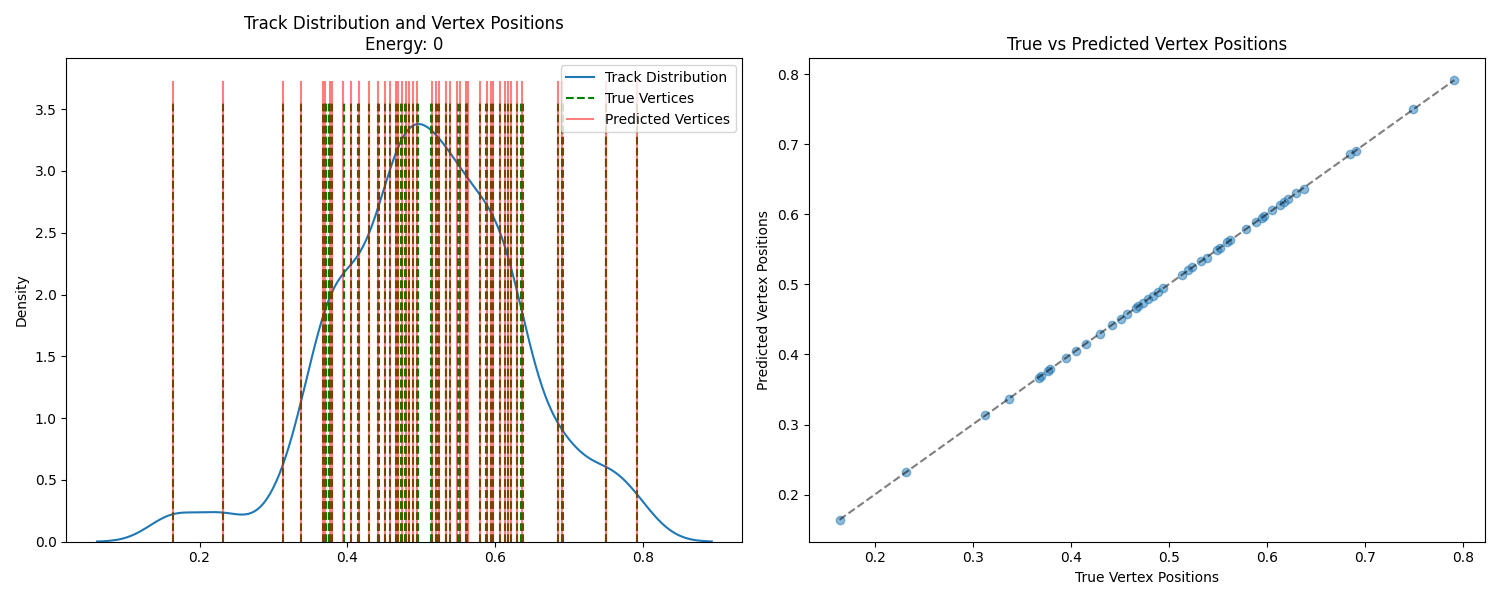 Track Distribution and Vertex Positions
Energy: 0
Density
0.0
0.5
1.0
1.5
2.0
2.5
3.0
3.5
0.2
0.4
0.6
0.8
Track Distribution
True Vertices
Predicted Vertices
True vs Predicted Vertex Positions
Predicted Vertex Positions
0.8
0.7
0.6
0.5
0.4
0.3
0.2
0.2
0.3
0.4
0.5
0.6
0.7
0.8
True Vertex Positions